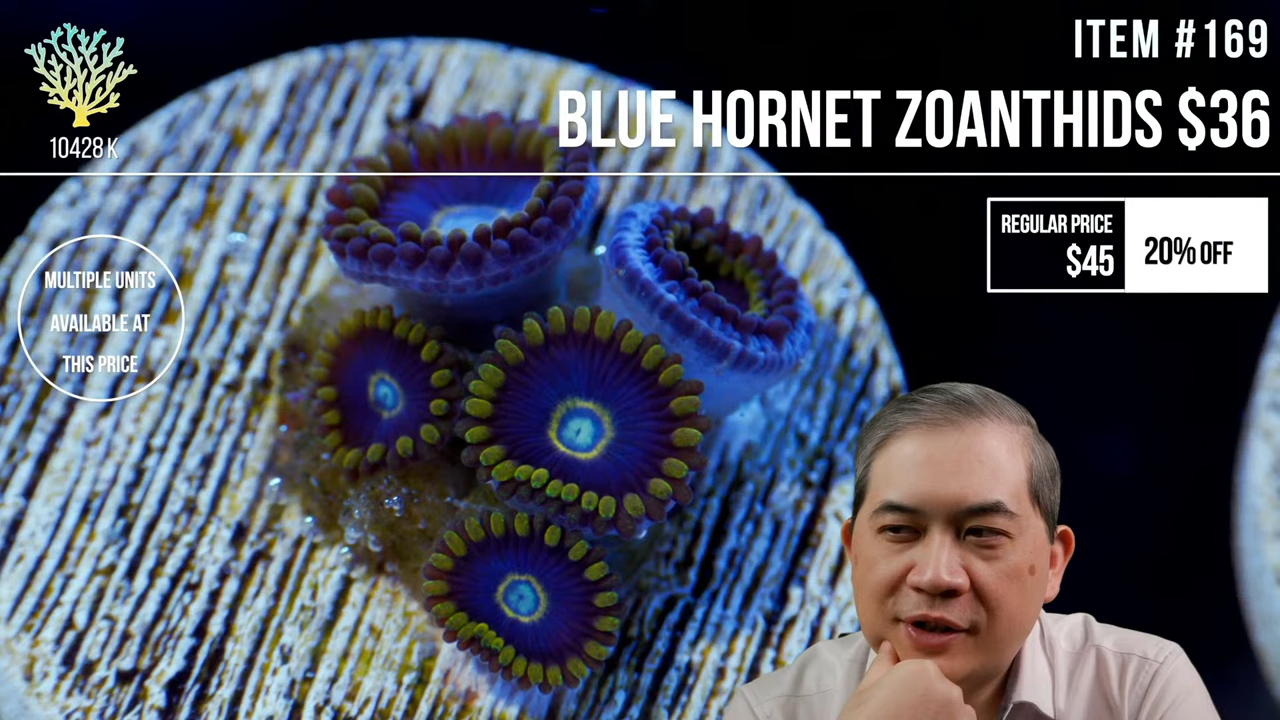 10428 K
ITEM #169
BLUE HORNET ZOANTHIDS $36
REGULAR PRICE
$45
20% OFF
MULTIPLE UNITS
AVAILABLE AT
THIS PRICE